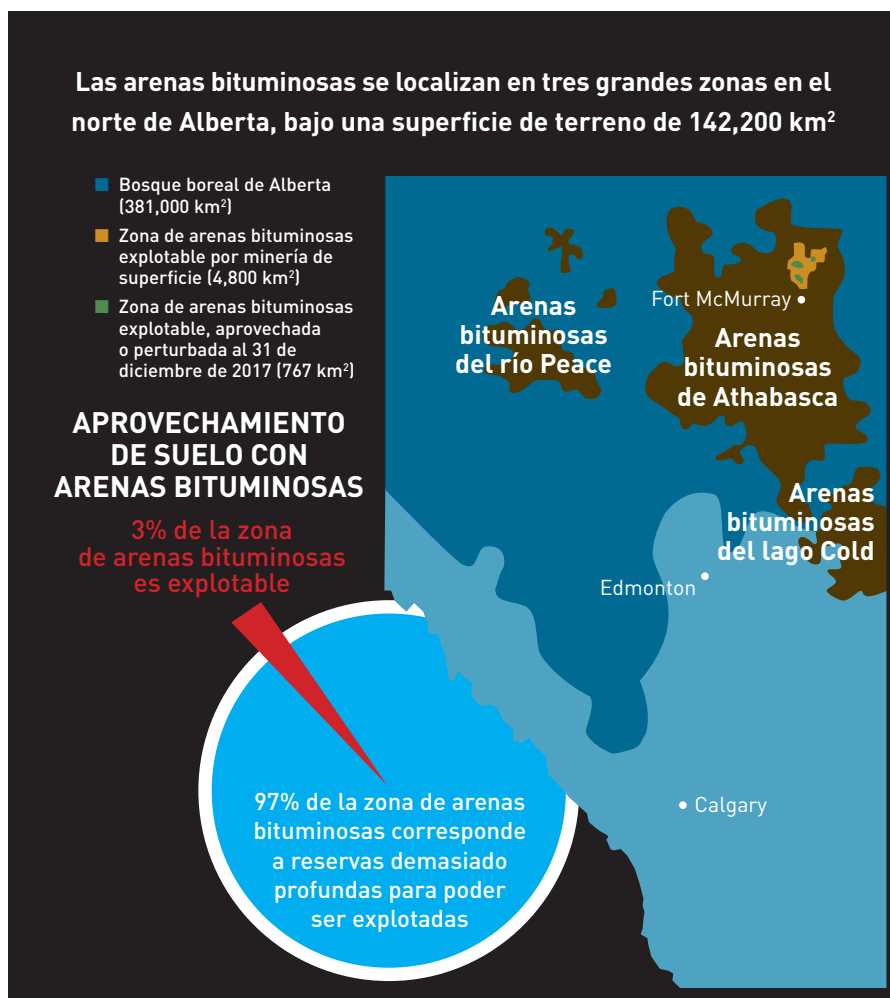 Las arenas bituminosas se localizan en tres grandes zonas en el
norte de Alberta, bajo una superficie de terreno de 142,200 km²
Bosque boreal de Alberta
(381,000 km²)
Zona de arenas bituminosas
explotable por minería de
superficie (4,800 km²)
Zona de arenas bituminosas
explotable, aprovechada
o perturbada al 31 de
diciembre de 2017 (767 km²)
APROVECHAMIENTO
DE SUELO CON
ARENAS BITUMINOSAS
3% de la zona
de arenas bituminosas
es explotable
97% de la zona de arenas
bituminosas corresponde
a reservas demasiado
profundas para poder
ser explotadas
Arenas
bituminosas
del río Peace
Fort McMurray
Arenas
bituminosas
de Athabasca
Arenas
bituminosas
del lago Cold
Edmonton
Calgary